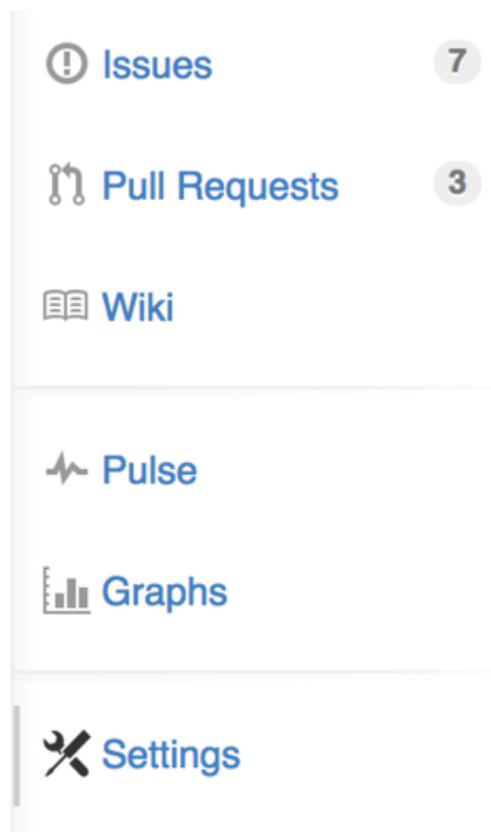 Issues 7
Pull Requests 3
Wiki
Pulse
Graphs
Settings